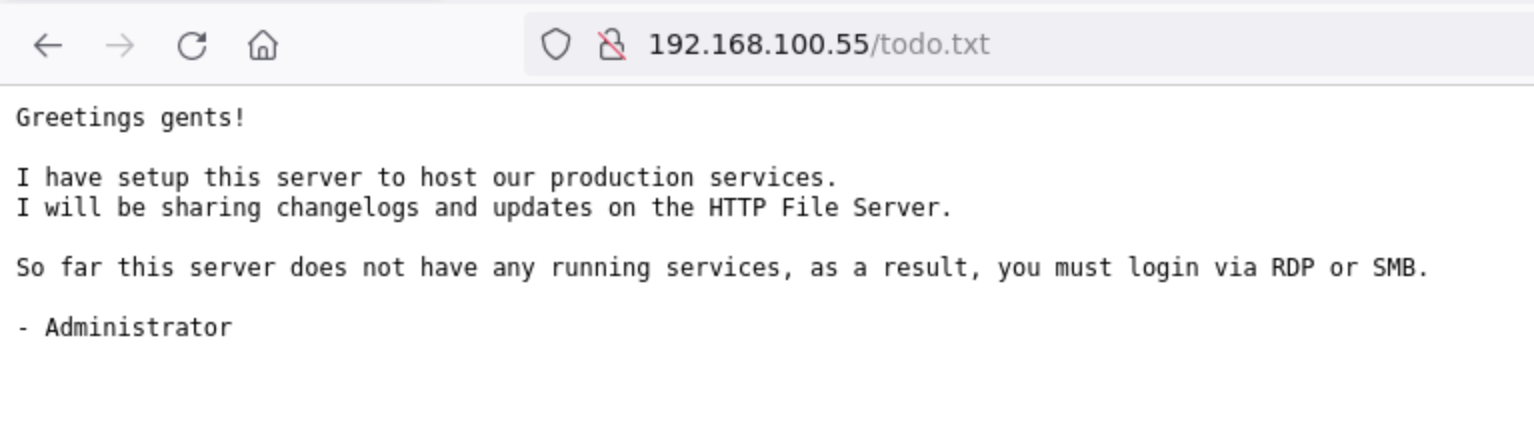 192.168.100.55/todo.txt
Greetings gents!
I have setup this server to host our production services.
I will be sharing changelogs and updates on the HTTP File Server.
So far this server does not have any running services, as a result, you must login via RDP or SMB.
- Administrator